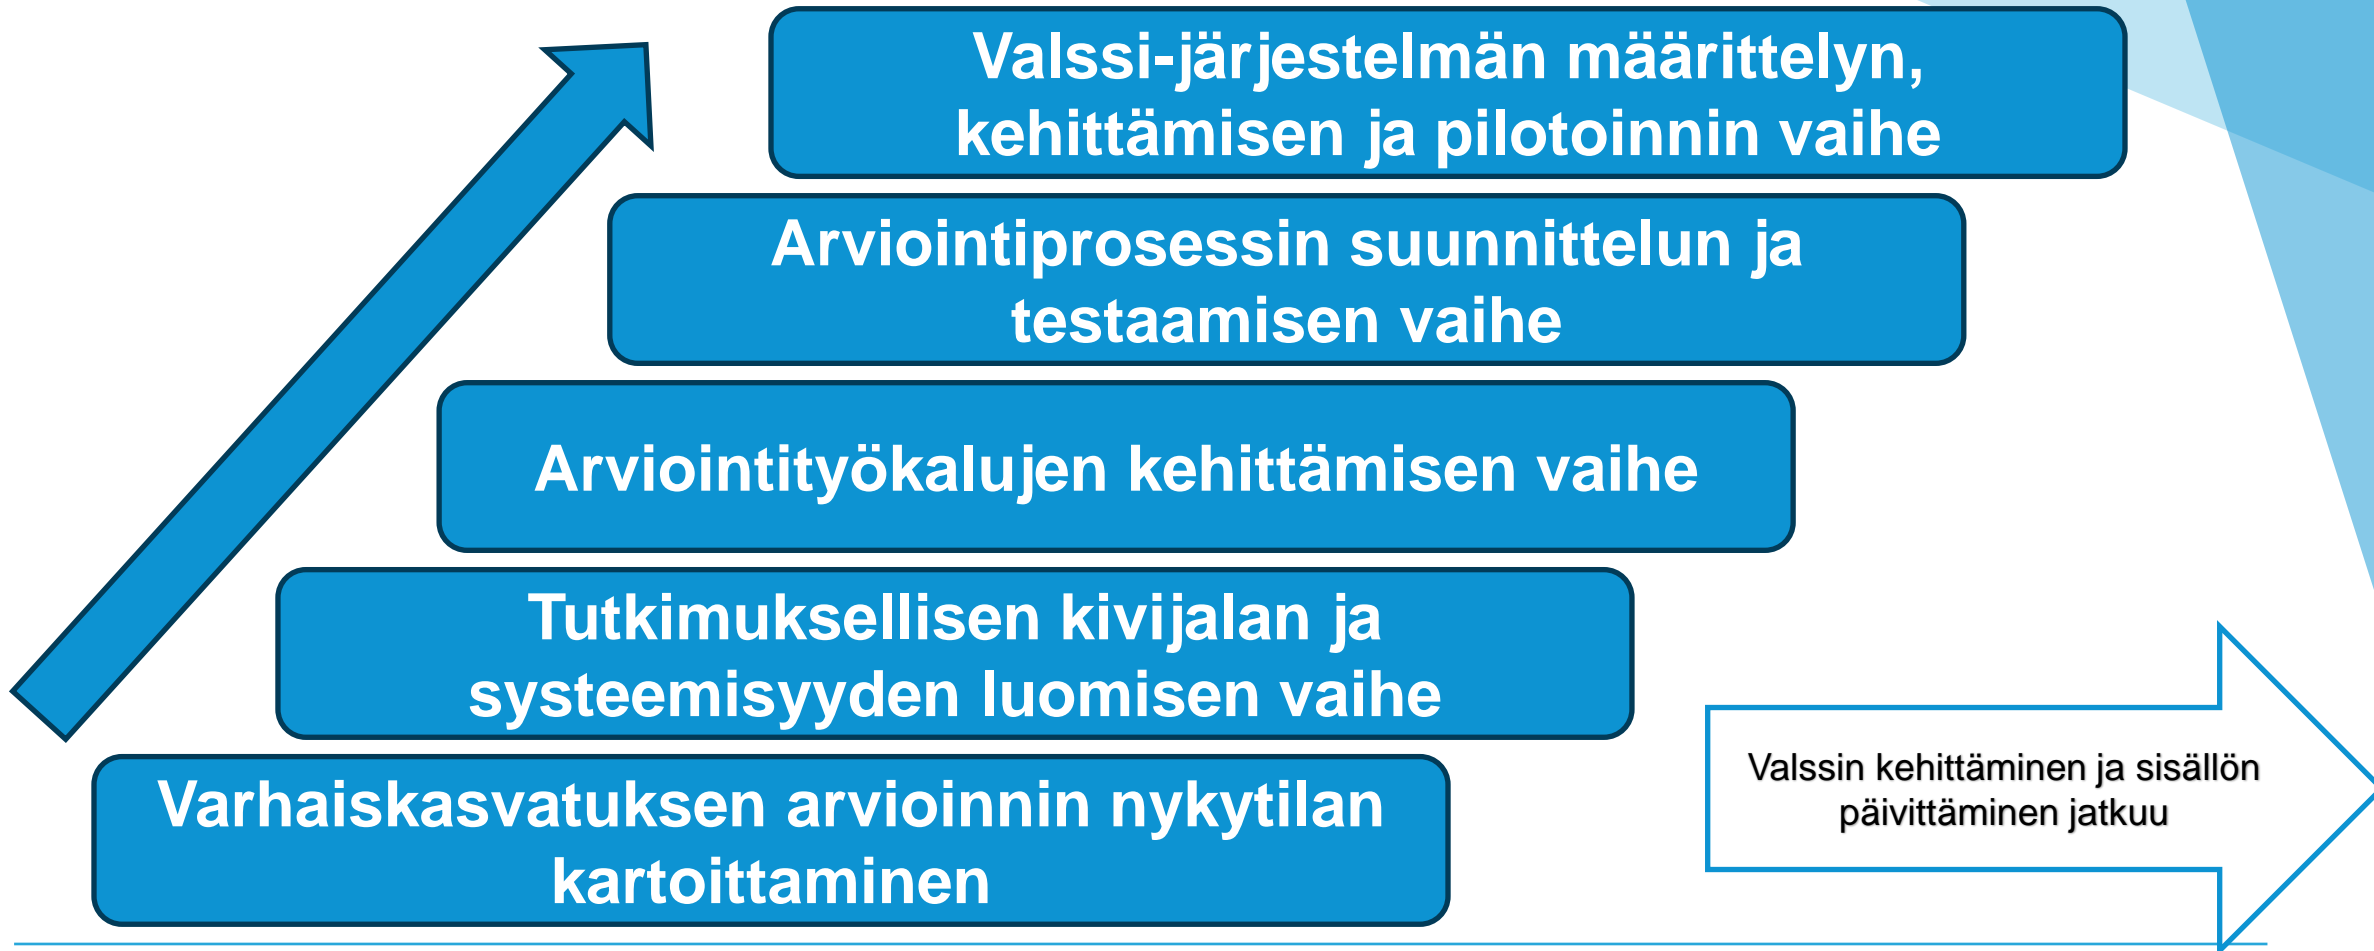 Valssi-järjestelmän määrittelyn,
kehittämisen ja pilotoinnin vaihe
Arviointiprosessin suunnittelun ja
testaamisen vaihe
Arviointityökalujen kehittämisen vaihe
Tutkimuksellisen kivijalan ja
systeemisyyden luomisen vaihe
Varhaiskasvatuksen arvioinnin nykytilan
kartoittaminen
Valssin kehittäminen ja sisällön
päivittäminen jatkuu